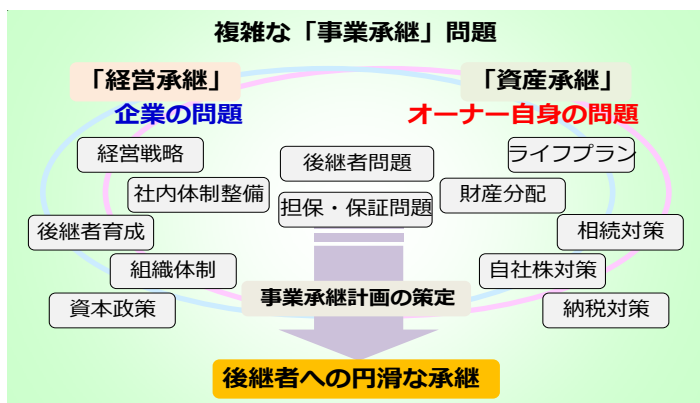 複雑な「事業承継」問題
「経営承継」
企業の問題
「資産承継」
オーナー自身の問題
経営戦略
社内体制整備
後継者育成
組織体制
資本政策
後継者問題
担保・保証問題
ライフプラン
財産分配
相続対策
自社株対策
納税対策
事業承継計画の策定
後継者への円滑な承継